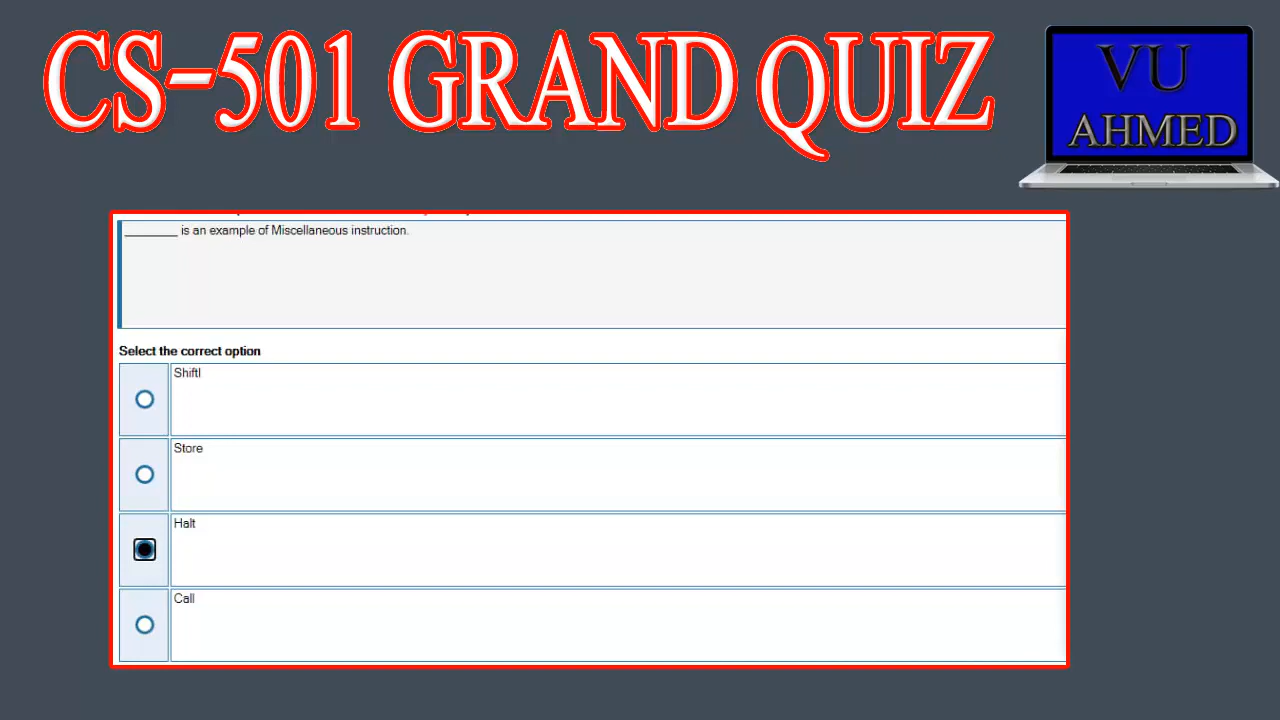 CS-501 GRAND QUIZ
VU
AHMED
________ is an example of Miscellaneous instruction.
Select the correct option
Shiftl
Store
Halt
Call